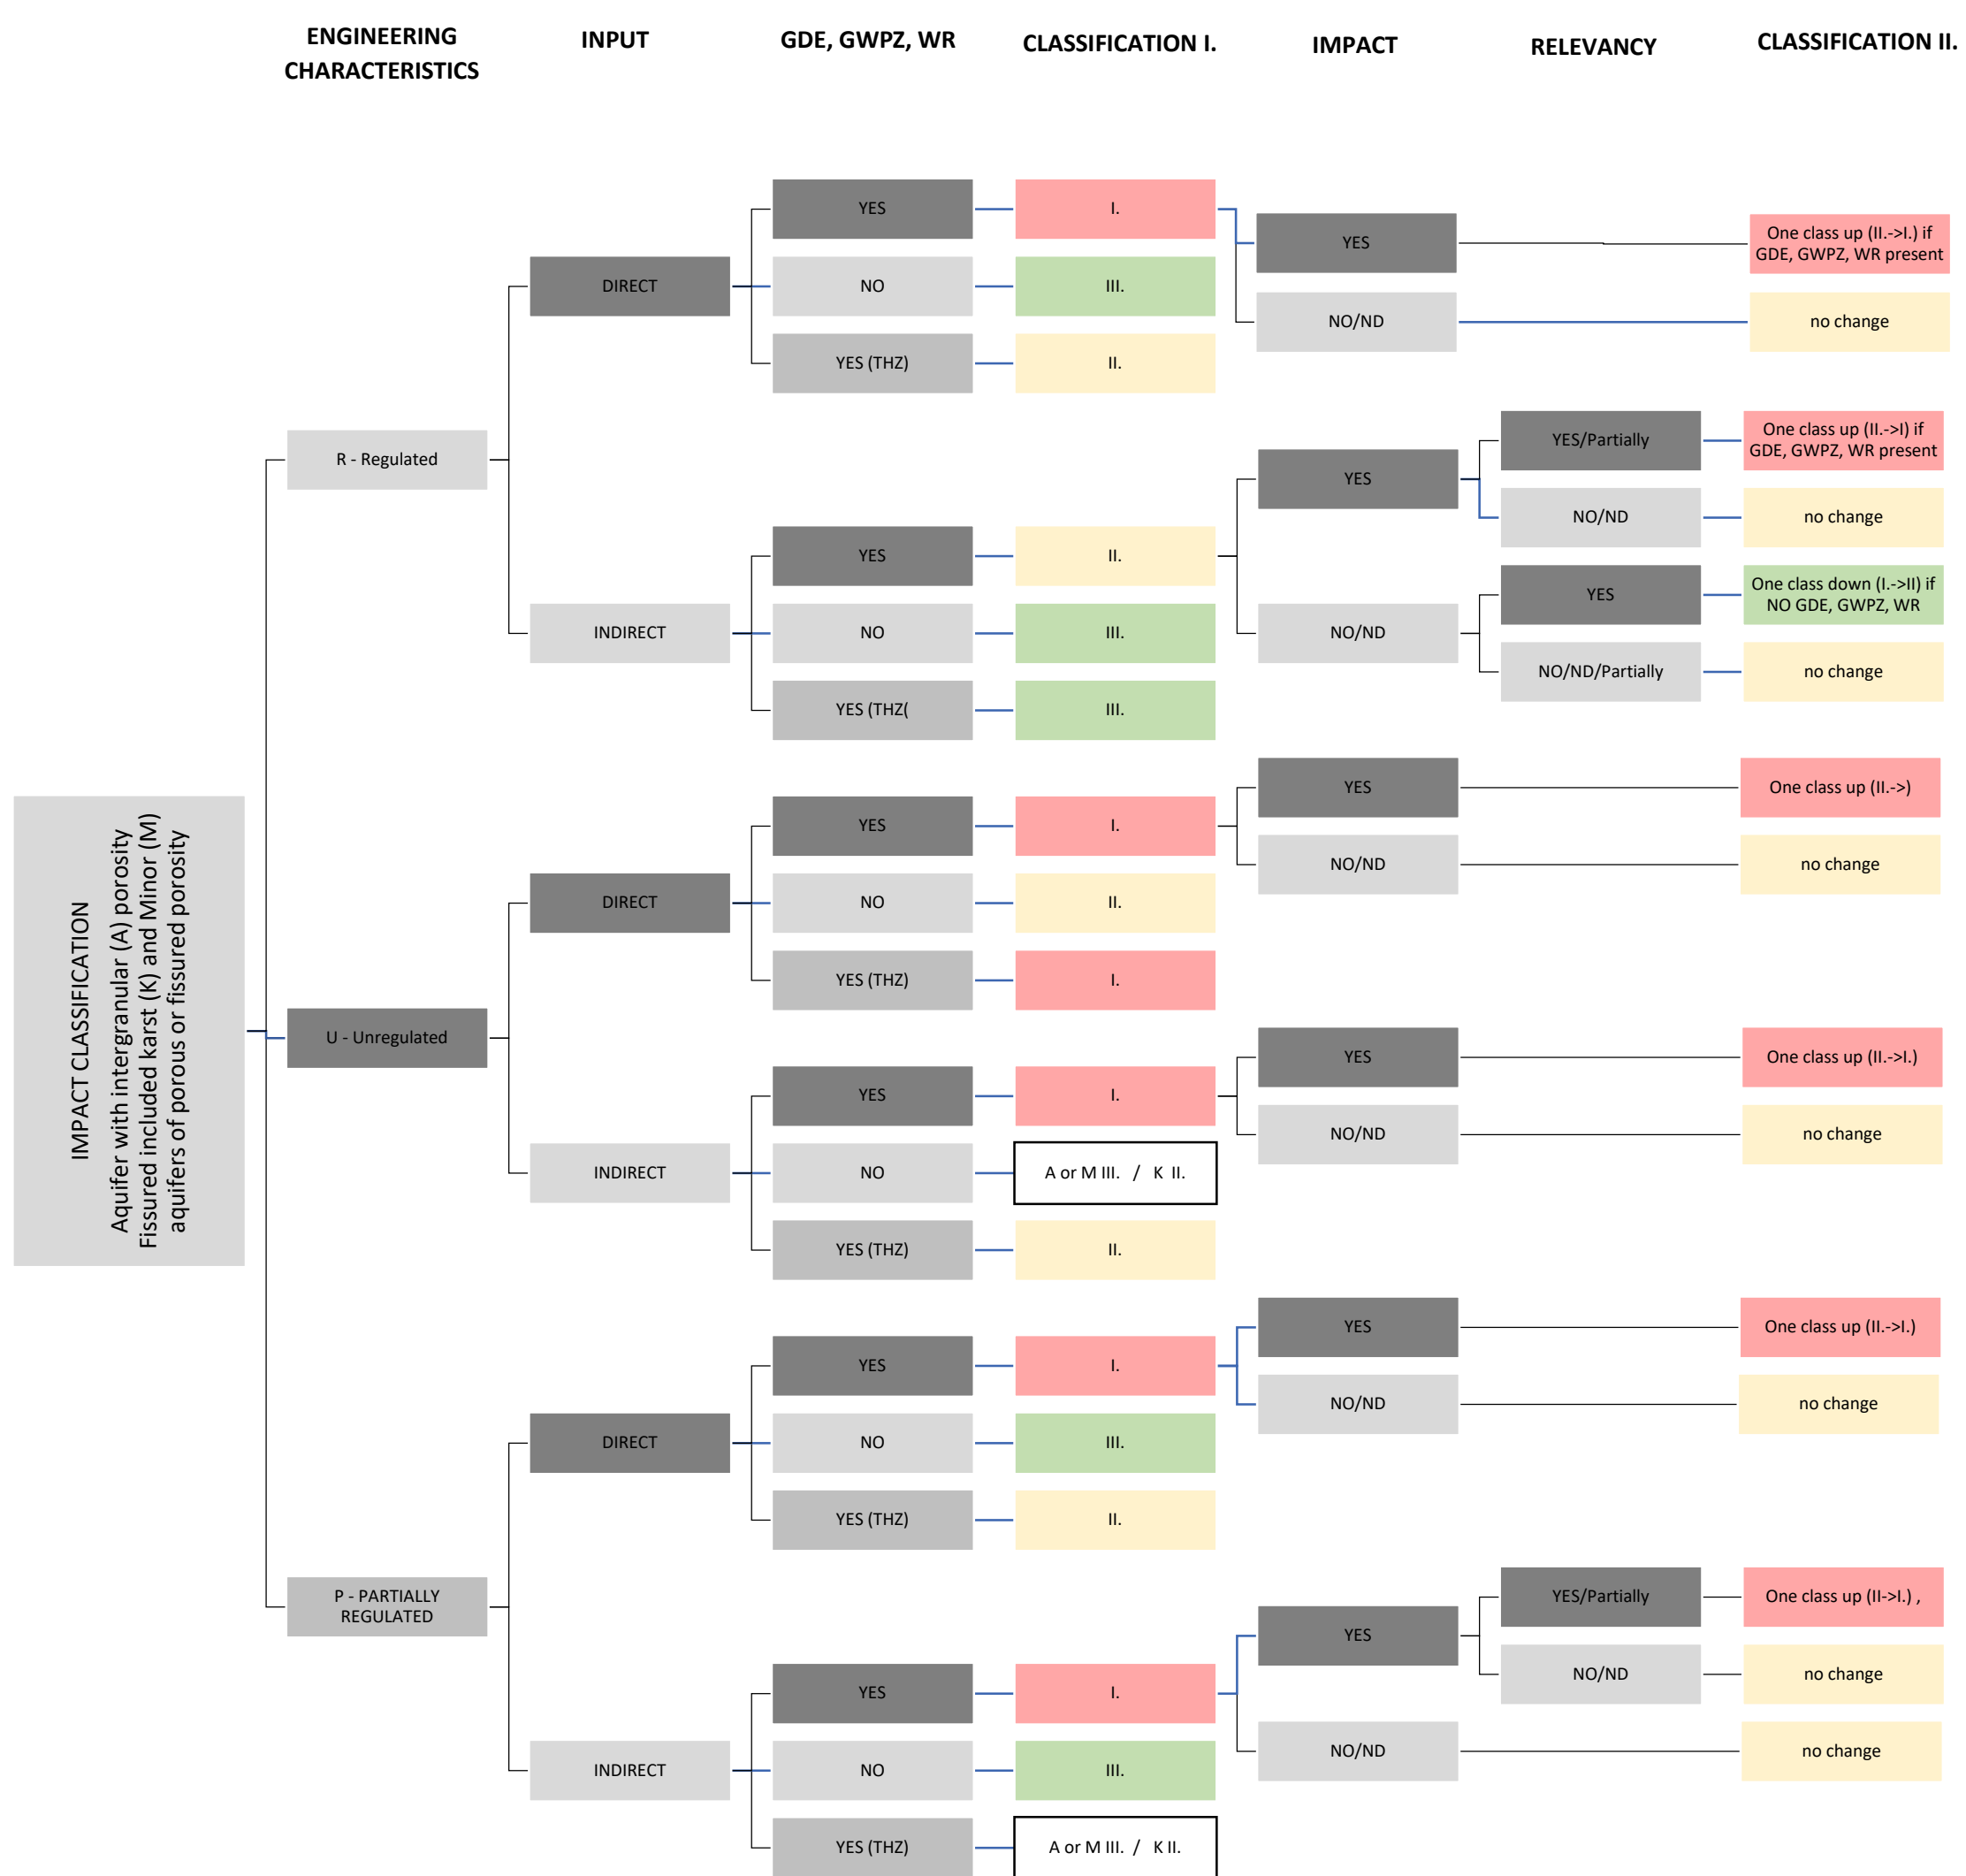 ENGINEERING
CHARACTERISTICS
INPUT
GDE, GWPZ, WR
CLASSIFICATION I.
IMPACT
RELEVANCY
CLASSIFICATION II.
IMPACT CLASSIFICATION
Aquifer with intergranular (A) porosity
Fissured included karst (K) and Minor (M)
aquifers of porous or fissured porosity
R - Regulated
DIRECT
YES
I.
NO
III.
YES (THZ)
II.
YES
One class up (II.->I.) if
GDE, GWPZ, WR present
NO/ND
no change
INDIRECT
YES
II.
NO
III.
YES (THZ(
III.
YES
YES/Partially
One class up (II.->I) if
GDE, GWPZ, WR present
NO/ND
no change
NO/ND
YES
One class down (I.->II) if
NO GDE, GWPZ, WR
NO/ND/Partially
no change
U - Unregulated
DIRECT
YES
I.
NO
II.
YES (THZ)
I.
YES
One class up (II.->)
NO/ND
no change
INDIRECT
YES
I.
NO
A or M III. / K II.
YES (THZ)
II.
YES
One class up (II.->I.)
NO/ND
no change
P - PARTIALLY
REGULATED
DIRECT
YES
I.
NO
III.
YES (THZ)
II.
YES
One class up (II.->I.)
NO/ND
no change
INDIRECT
YES
I.
NO
III.
YES (THZ)
A or M III. / K II.
YES
YES/Partially
One class up (II->I.) ,
NO/ND
no change
NO/ND
no change